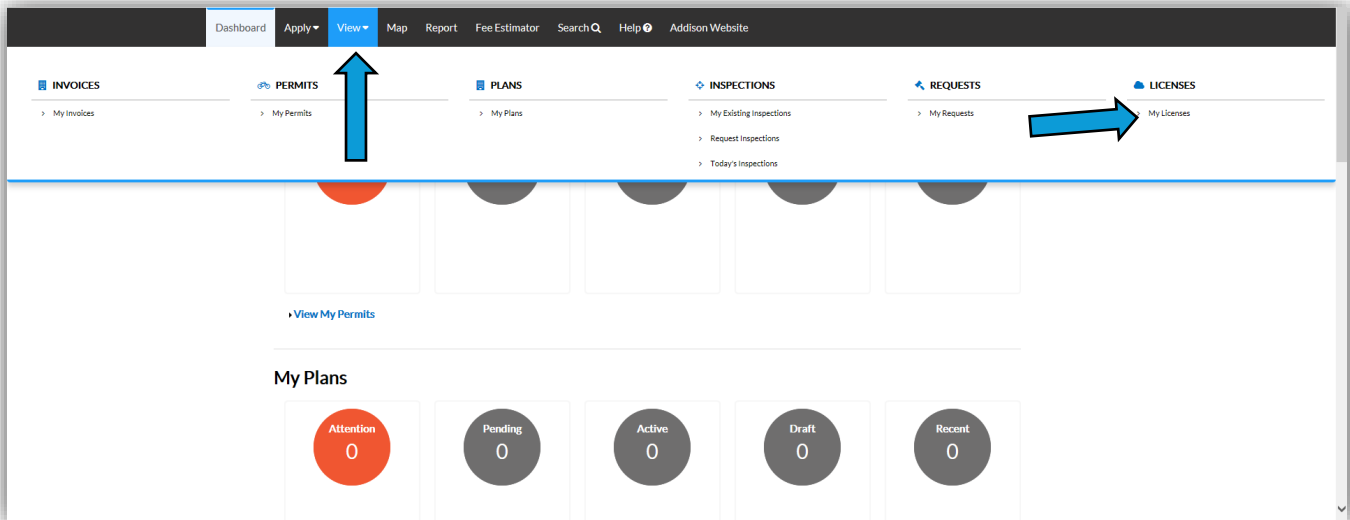 Dashboard Apply View Map Report Fee Estimator Search Help Addison Website
INVOICES PERMITS PLANS INSPECTIONS REQUESTS LICENSES
My Invoices My Permits My Plans My Existing Inspections My Requests My Licenses
Request Inspections
Today's Inspections
View My Permits
My Plans
Attention Pending Active Draft Recent
0 0 0 0 0